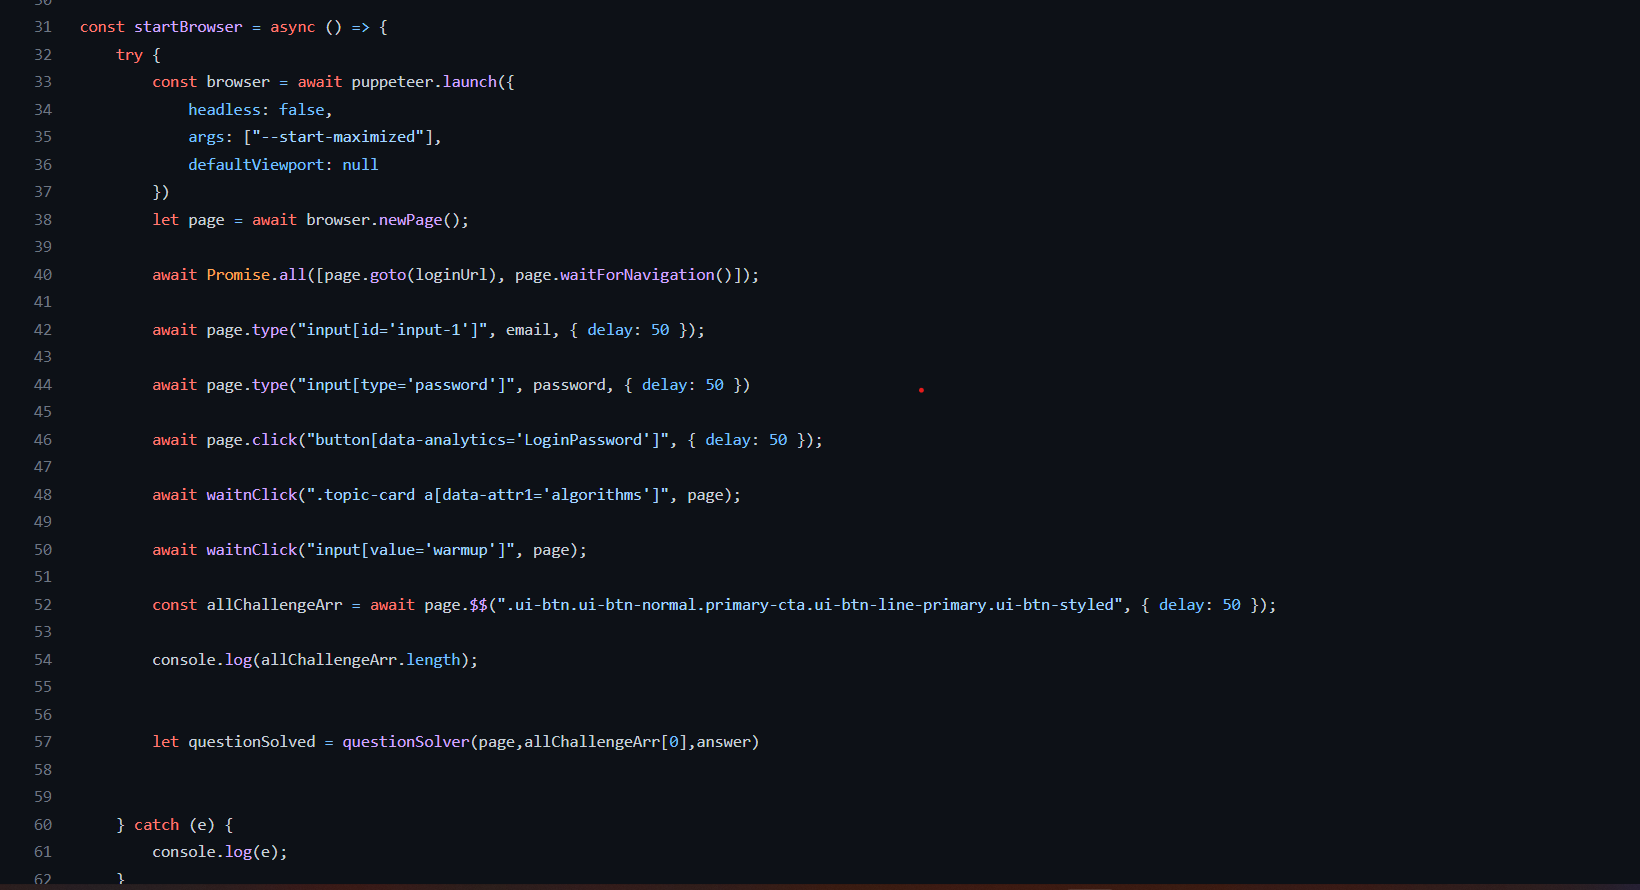 31 const startBrowser = async () => {
32     try {
33         const browser = await puppeteer.launch({
34             headless: false,
35             args: ["--start-maximized"],
36             defaultViewport: null
37         })
38         let page = await browser.newPage();
39
40         await Promise.all([page.goto(loginUrl), page.waitForNavigation()]);
41
42         await page.type("input[id='input-1']", email, { delay: 50 });
43
44         await page.type("input[type='password']", password, { delay: 50 })
45
46         await page.click("button[data-analytics='LoginPassword']", { delay: 50 });
47
48         await waitnClick(".topic-card a[data-attr1='algorithms']", page);
49
50         await waitnClick("input[value='warmup']", page);
51
52         const allChallengeArr = await page.$$(".ui-btn.ui-btn-normal.primary-cta.ui-btn-line-primary.ui-btn-styled", { delay: 50 });
53
54         console.log(allChallengeArr.length);
55
56
57         let questionSolved = questionSolver(page,allChallengeArr[0],answer)
58
59
60     } catch (e) {
61         console.log(e);
62     }